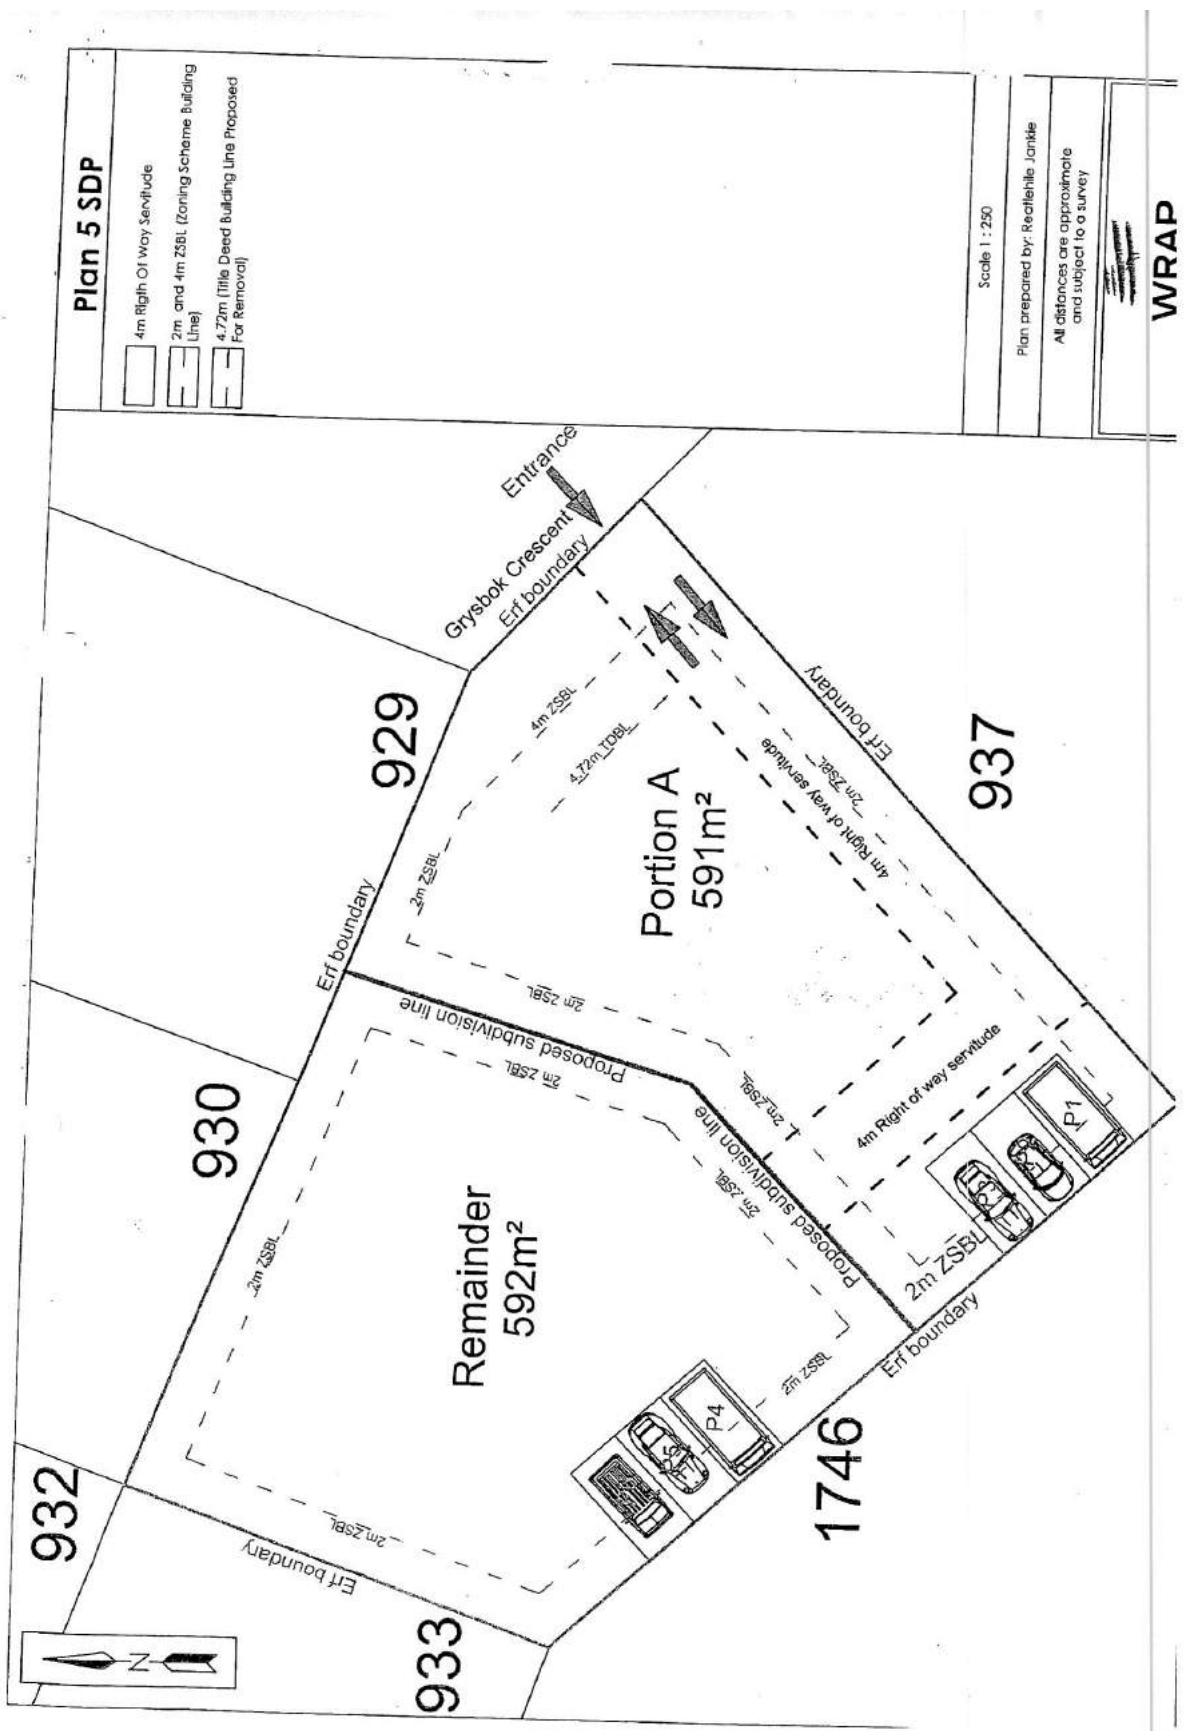 Plan 5 SDP
4m Rigth Of Way Servitude
2m and 4m ZSBL (Zoning Scheme Building
Line)
4.72m (Title Deed Building Line Proposed
For Removal)
Scale 1 : 250
Plan prepared by: Reatlehile Jankie
All distances are approximate
and subject to a survey
WRAP
Entrance
Grysbok Crescent
Erf boundary
929
4m ZSBL
4.72m TDBL
2m ZSBL
Erf boundary
937
4m Right of way servitude
2m ZSBL
Portion A
591m²
Erf boundary
2m ZSBL
Proposed subdivision line
2m ZSBL
930
2m ZSBL
Proposed subdivision line
2m ZSBL
4m Right of way servitude
P1
2m ZSBL
Erf boundary
Remainder
592m²
2m ZSBL
Proposed subdivision line
2m ZSBL
P4
1746
932
2m ZSBL
Erf boundary
933
N